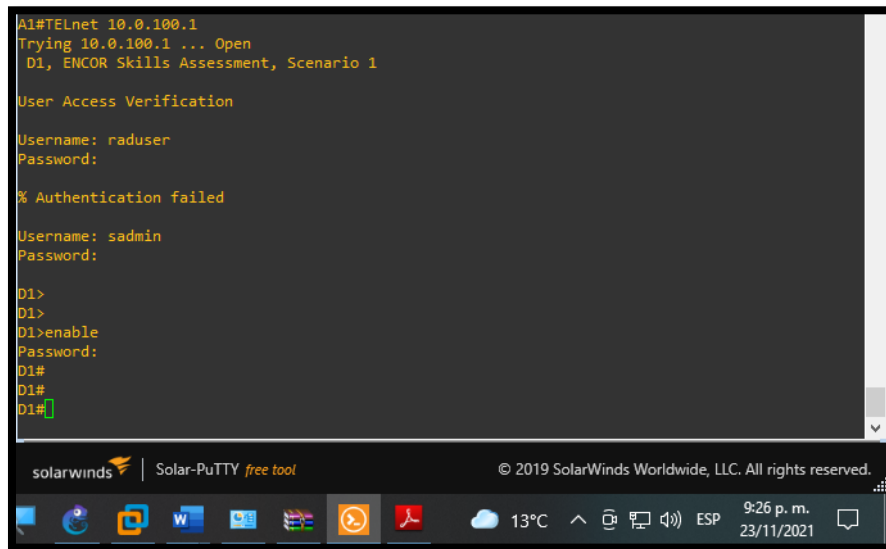 A1#TELnet 10.0.100.1
Trying 10.0.100.1 ... Open
D1, ENCOR Skills Assessment, Scenario 1
User Access Verification
Username: raduser
Password:
% Authentication failed
Username: sadmin
Password:
D1>
D1>
D1>enable
Password:
D1#
D1#
D1#
solarwinds | Solar-PuTTY free tool © 2019 SolarWinds Worldwide, LLC. All rights reserved.
13°C ESP 9:26 p. m.
23/11/2021